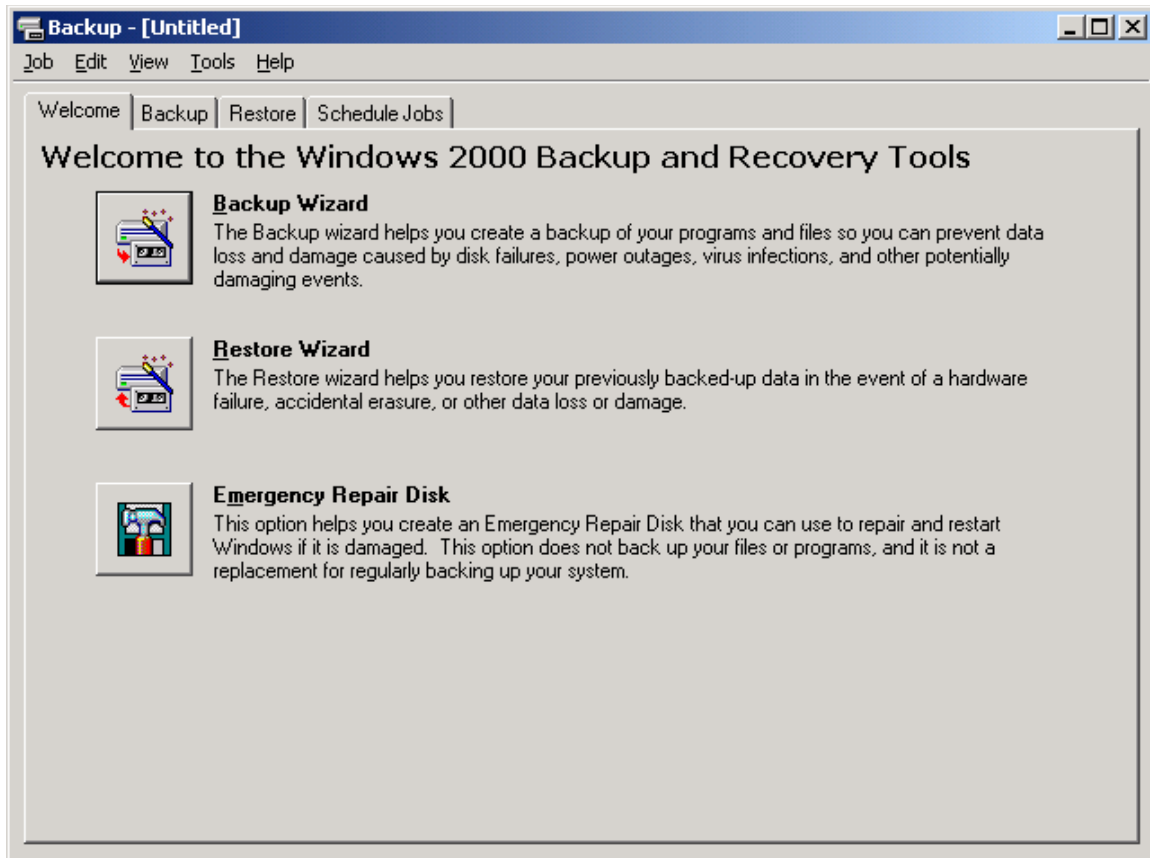 Backup - [Untitled]
Job Edit View Tools Help
Welcome Backup Restore Schedule Jobs
Welcome to the Windows 2000 Backup and Recovery Tools
Backup Wizard
The Backup wizard helps you create a backup of your programs and files so you can prevent data
loss and damage caused by disk failures, power outages, virus infections, and other potentially
damaging events.
Restore Wizard
The Restore wizard helps you restore your previously backed-up data in the event of a hardware
failure, accidental erasure, or other data loss or damage.
Emergency Repair Disk
This option helps you create an Emergency Repair Disk that you can use to repair and restart
Windows if it is damaged.  This option does not back up your files or programs, and it is not a
replacement for regularly backing up your system.